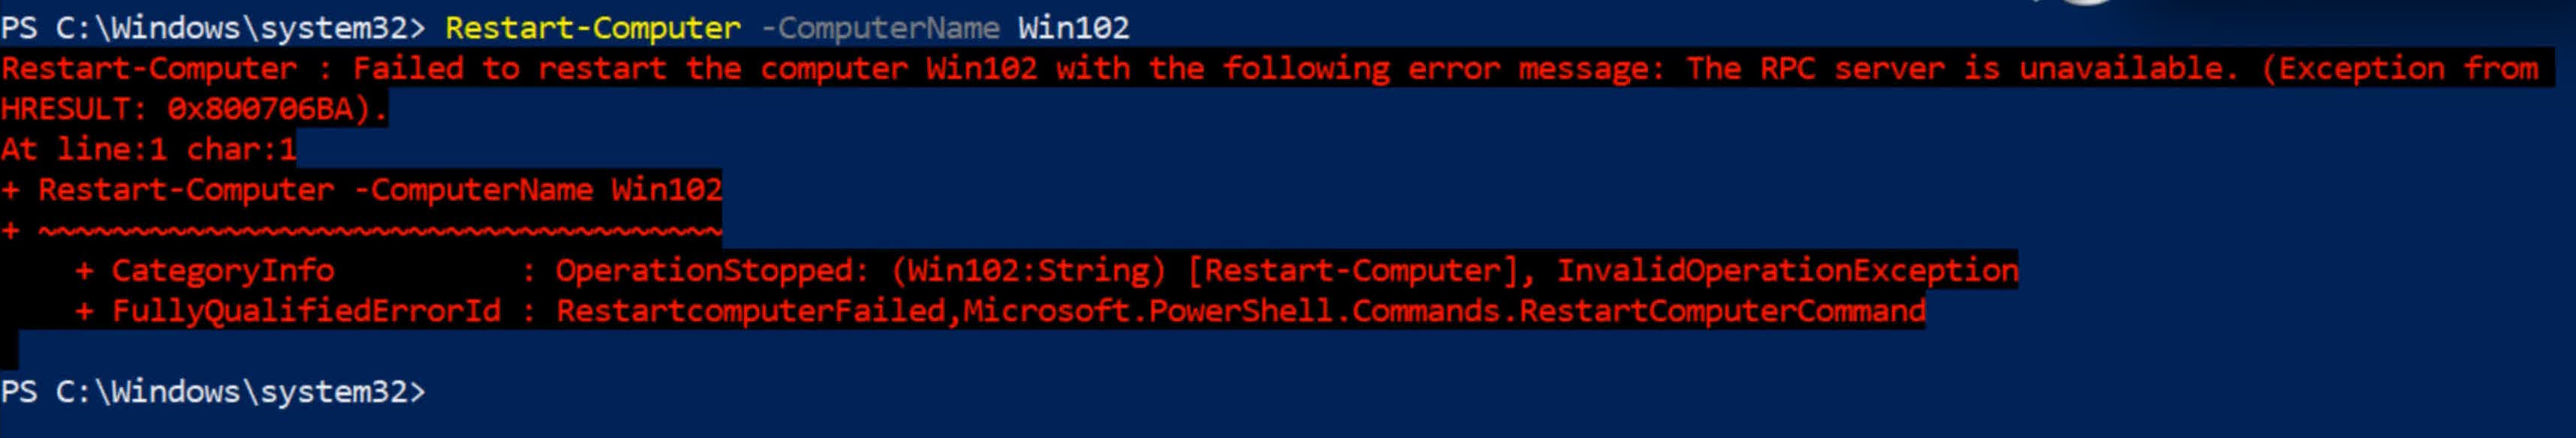 PS C:\Windows\system32> Restart-Computer -ComputerName Win102
Restart-Computer : Failed to restart the computer Win102 with the following error message: The RPC server is unavailable. (Exception from
HRESULT: 0x800706BA).
At line:1 char:1
+ Restart-Computer -ComputerName Win102
+ ~~~~~~~~~~~~~~~~~~~~~~~~~~~~~~~~~~~~~
    + CategoryInfo          : OperationStopped: (Win102:String) [Restart-Computer], InvalidOperationException
    + FullyQualifiedErrorId : RestartcomputerFailed,Microsoft.PowerShell.Commands.RestartComputerCommand
PS C:\Windows\system32>